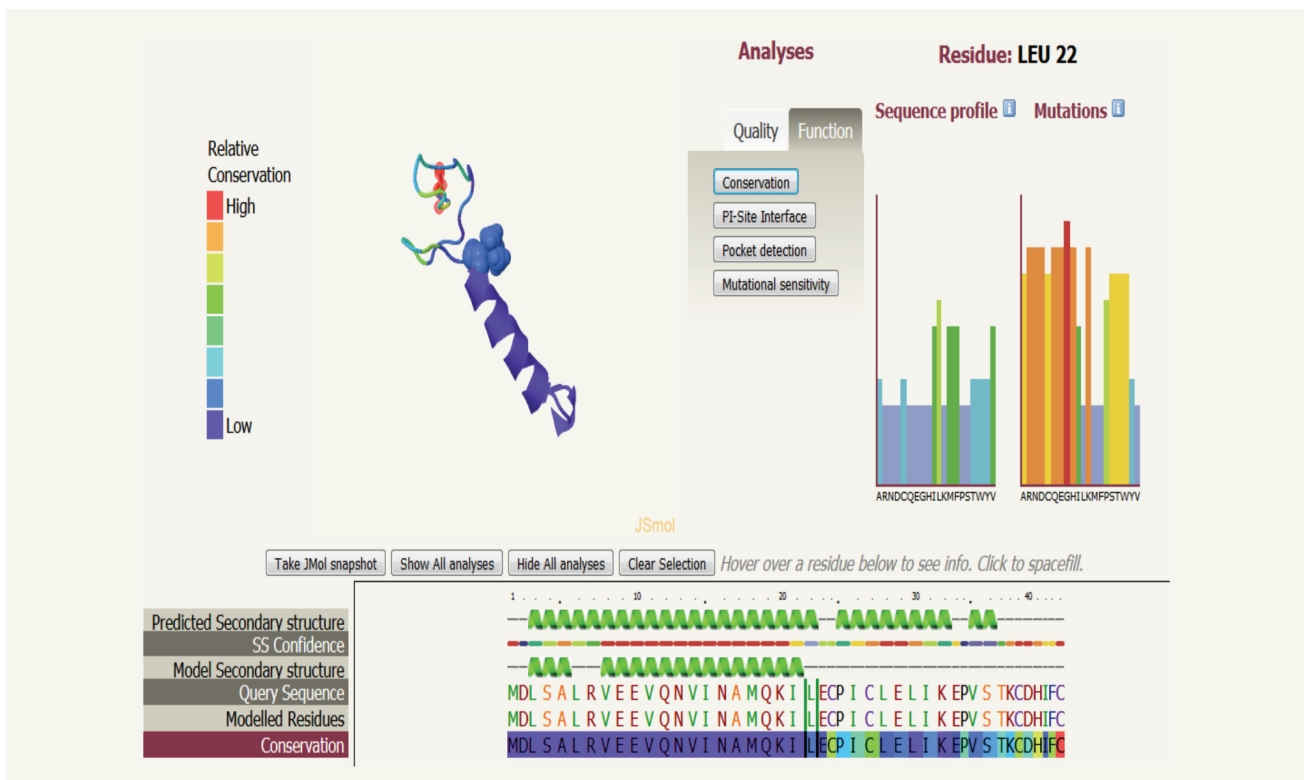 Analyses
Residue: LEU 22
Sequence profile i Mutations i
Quality Function
Relative
Conservation
High
Low
Conservation
PI-Site Interface
Pocket detection
Mutational sensitivity
ARNDCQEGHILKMFPSTWYV ARNDCQEGHILKMFPSTWYV
JSmol
Take JMol snapshot Show All analyses Hide All analyses Clear Selection Hover over a residue below to see info. Click to spacefill.
1 . . . . . . . . 10 . . . . . . . . . 20 . . . . . . . . . 30 . . . . . . . . . 40 . . . .
Predicted Secondary structure
SS Confidence
Model Secondary structure
Query Sequence MDLSALRVEEVQNVINAMQKILECPICLELIKEPVSTKCDHIFC
Modelled Residues MDLSALRVEEVQNVINAMQKILECPICLELIKEPVSTKCDHIFC
Conservation MDLSALRVEEVQNVINAMQKILECPICLELIKEPVSTKCDHIFC